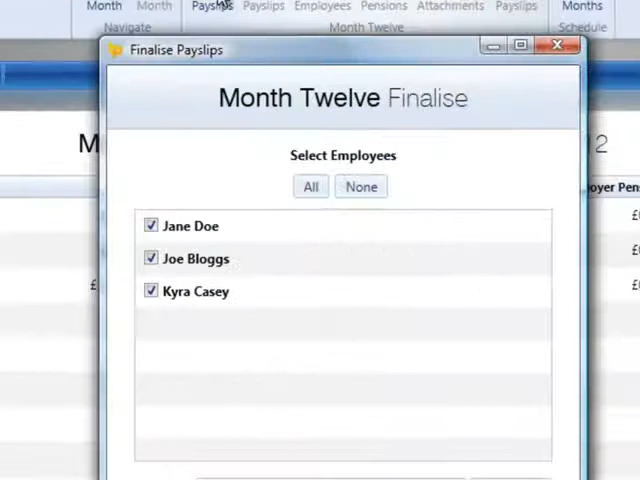 Month Month Payslips Payslips Employees Pensions Attachments Payslips Months
Navigate Month Twelve Schedule
Finalise Payslips
Month Twelve Finalise
M 2
Select Employees
All None
oyer Pen
Jane Doe
Joe Bloggs
Kyra Casey
£